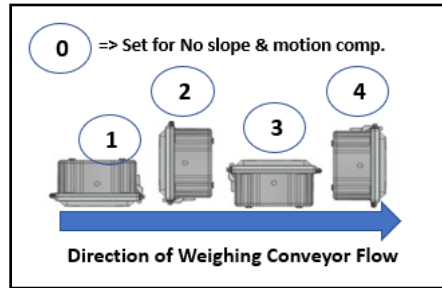 0 => Set for No slope & motion comp.
2 4
1 3
Direction of Weighing Conveyor Flow